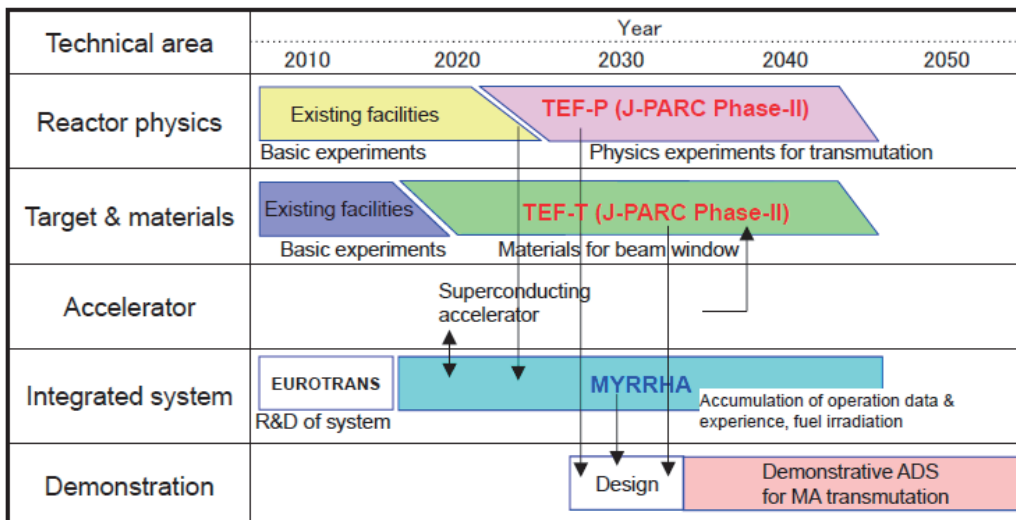 Technical area
Year
2010 2020 2030 2040 2050
Reactor physics
Existing facilities
TEF-P (J-PARC Phase-II)
Basic experiments
Physics experiments for transmutation
Target & materials
Existing facilities
TEF-T (J-PARC Phase-II)
Basic experiments
Materials for beam window
Accelerator
Superconducting
accelerator
Integrated system
EUROTRANS
MYRRHA
R&D of system
Accumulation of operation data &
experience, fuel irradiation
Demonstration
Design
Demonstrative ADS
for MA transmutation